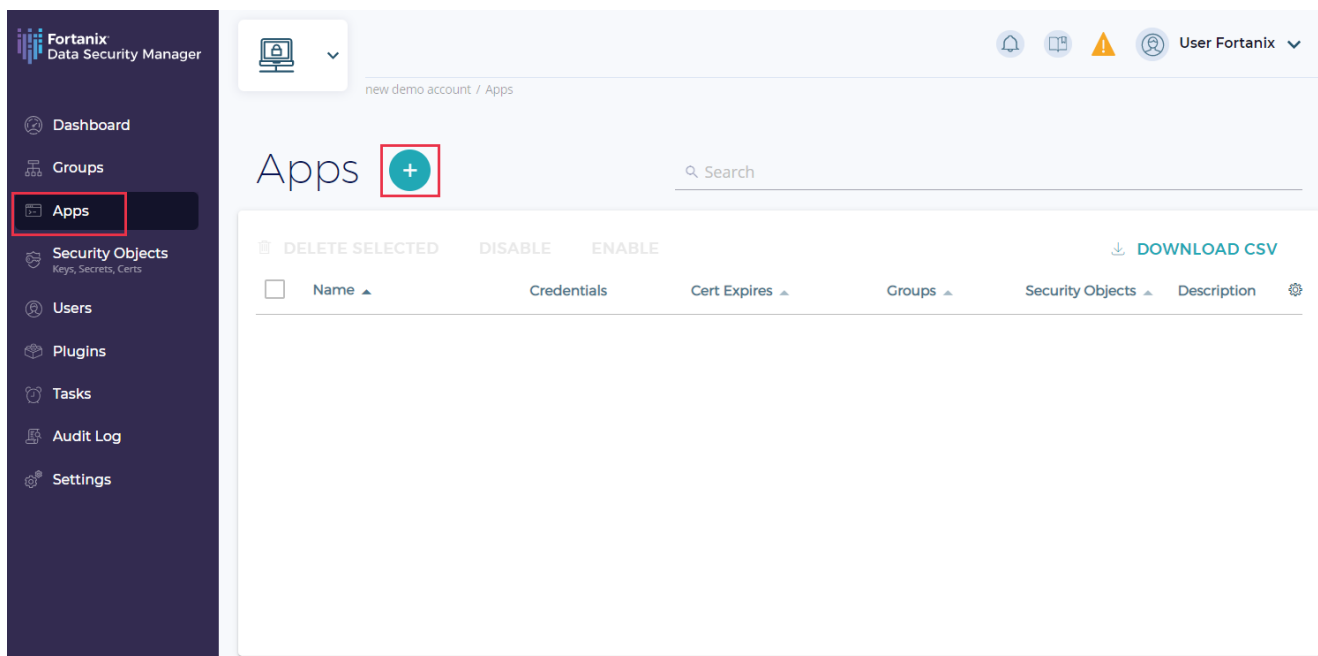 Fortanix
Data Security Manager
User Fortanix
new demo account / Apps
Dashboard
Groups
Apps
Security Objects
Keys, Secrets, Certs
Users
Plugins
Tasks
Audit Log
Settings
Apps +
Search
DELETE SELECTED DISABLE ENABLE DOWNLOAD CSV
Name Credentials Cert Expires Groups Security Objects Description